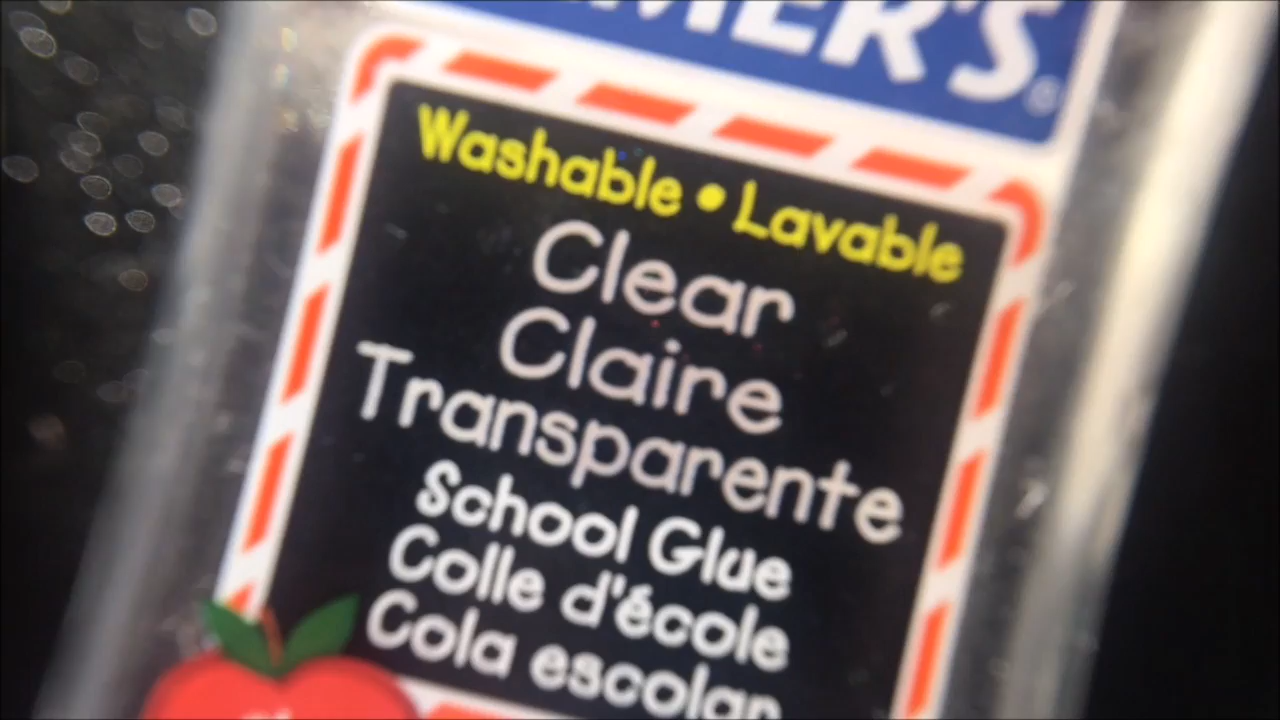 MER'S
Washable • Lavable
Clear
Claire
Transparente
School Glue
Colle d'école
Cola escolar